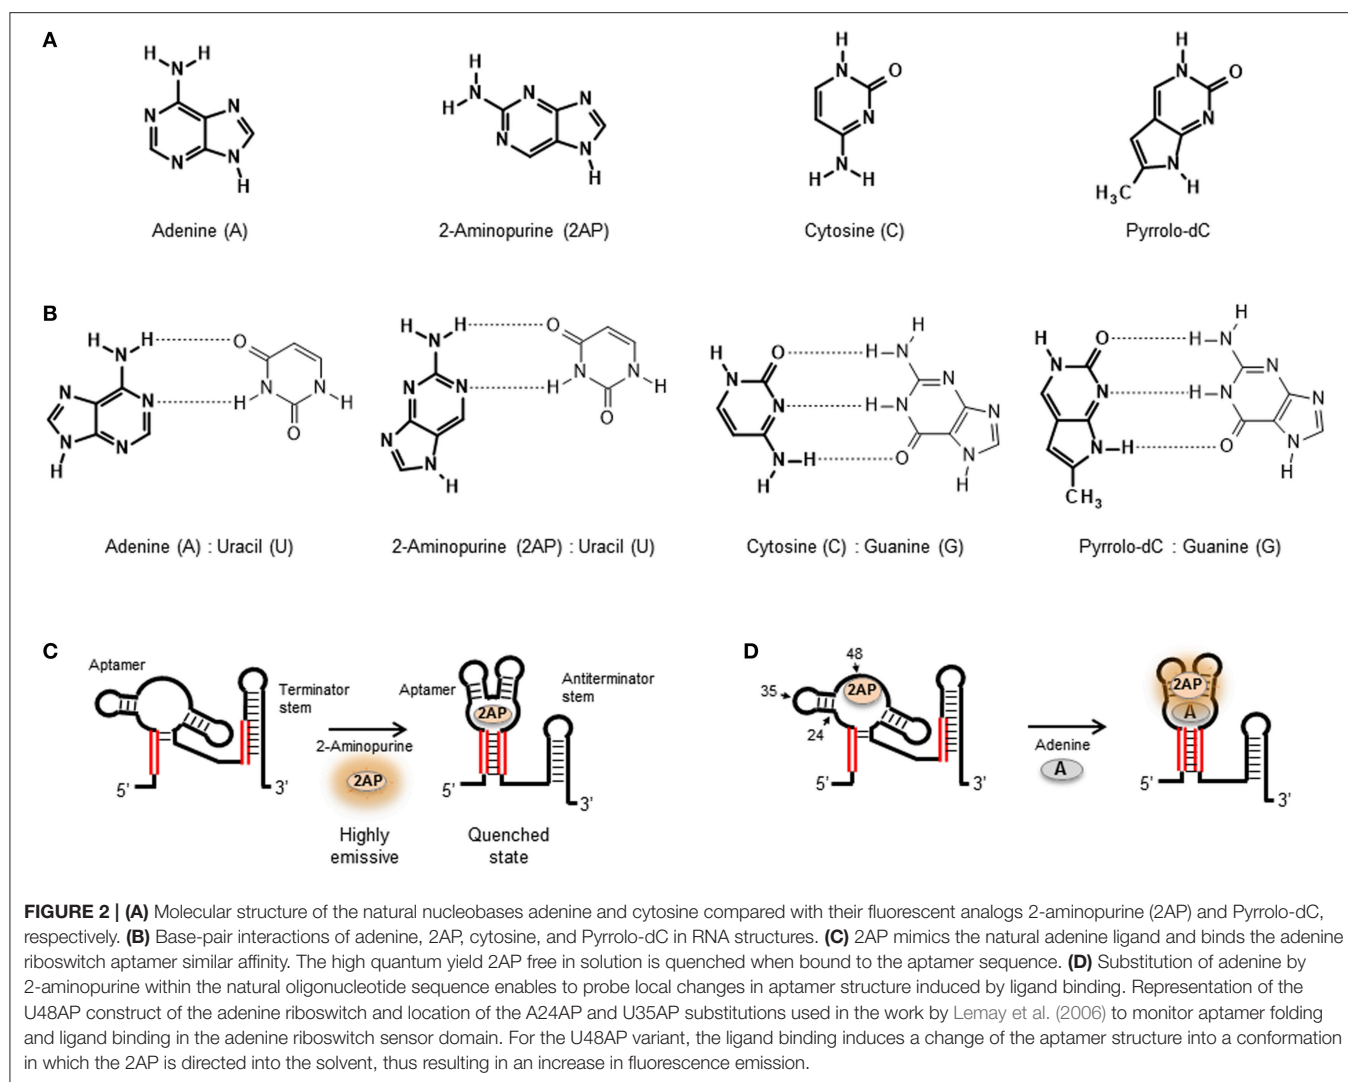 A
Adenine (A)
2-Aminopurine (2AP)
Cytosine (C)
Pyrrolo-dC
H H
N
N
N
N
N
H
H
H
N
N
N
N
N
H
H
N
O
N
N
H H
H
N
O
N
N
H
H₃C
B
H H
N
N
N
N
N
H
O
N
H
N
H
O
H H
N
N
N
N
N
H
O
N
H
N
H
O
H
N
O
N
N
H
H
H
H
N
N
N
H
N
O
N
N
H
H
N
O
N
N
H
CH₃
H
H
N
N
N
H
N
O
N
N
H
Adenine (A) : Uracil (U)
2-Aminopurine (2AP) : Uracil (U)
Cytosine (C) : Guanine (G)
Pyrrolo-dC : Guanine (G)
C
Aptamer
Terminator
stem
5'
3'
2-Aminopurine
2AP
Highly
emissive
Aptamer
2AP
Antiterminator
stem
5'
3'
Quenched
state
D
48
35
24
2AP
5'
3'
Adenine
A
2AP
A
5'
3'
FIGURE 2 | (A) Molecular structure of the natural nucleobases adenine and cytosine compared with their fluorescent analogs 2-aminopurine (2AP) and Pyrrolo-dC,
respectively. (B) Base-pair interactions of adenine, 2AP, cytosine, and Pyrrolo-dC in RNA structures. (C) 2AP mimics the natural adenine ligand and binds the adenine
riboswitch aptamer similar affinity. The high quantum yield 2AP free in solution is quenched when bound to the aptamer sequence. (D) Substitution of adenine by
2-aminopurine within the natural oligonucleotide sequence enables to probe local changes in aptamer structure induced by ligand binding. Representation of the
U48AP construct of the adenine riboswitch and location of the A24AP and U35AP substitutions used in the work by Lemay et al. (2006) to monitor aptamer folding
and ligand binding in the adenine riboswitch sensor domain. For the U48AP variant, the ligand binding induces a change of the aptamer structure into a conformation
in which the 2AP is directed into the solvent, thus resulting in an increase in fluorescence emission.